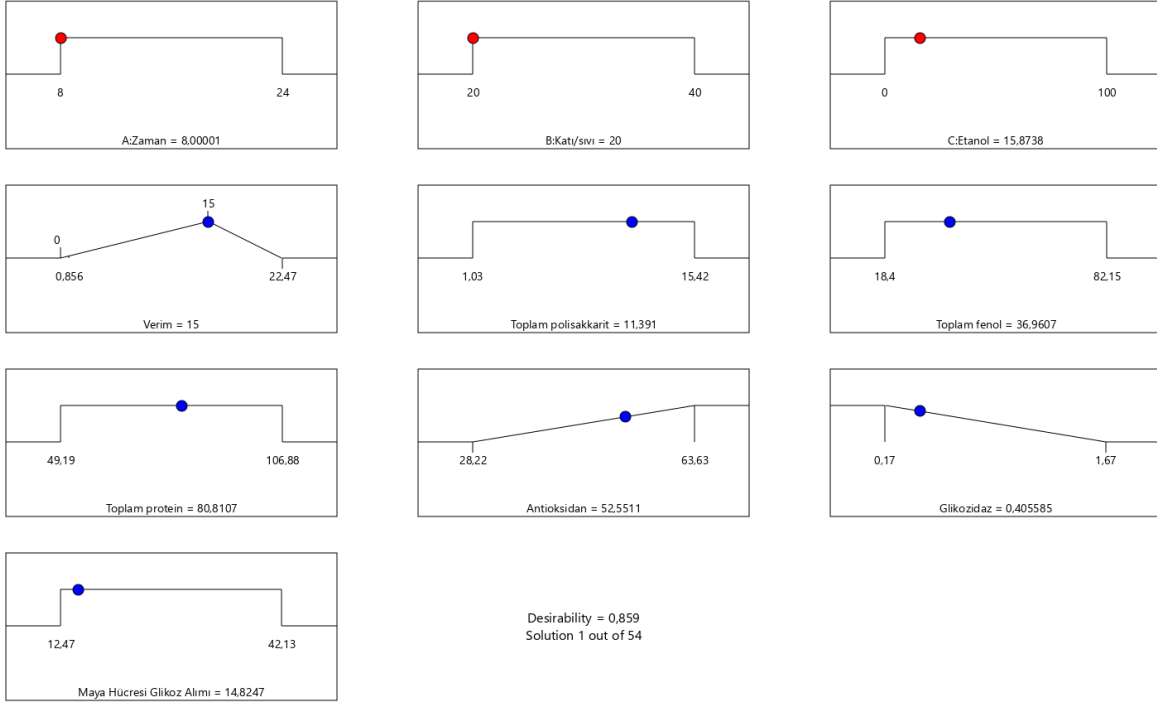 8
24
A:Zaman = 8,00001
20
40
B:Katı/sıvı = 20
0
100
C:Etanol = 15,8738
15
0
0,856
22,47
Verim = 15
1,03
15,42
Toplam polisakkarit = 11,391
18,4
82,15
Toplam fenol = 36,9607
49,19
106,88
Toplam protein = 80,8107
28,22
63,63
Antioksidan = 52,5511
0,17
1,67
Glikozidaz = 0,405585
12,47
42,13
Maya Hücresi Glikoz Alımı = 14,8247
Desirability = 0,859
Solution 1 out of 54